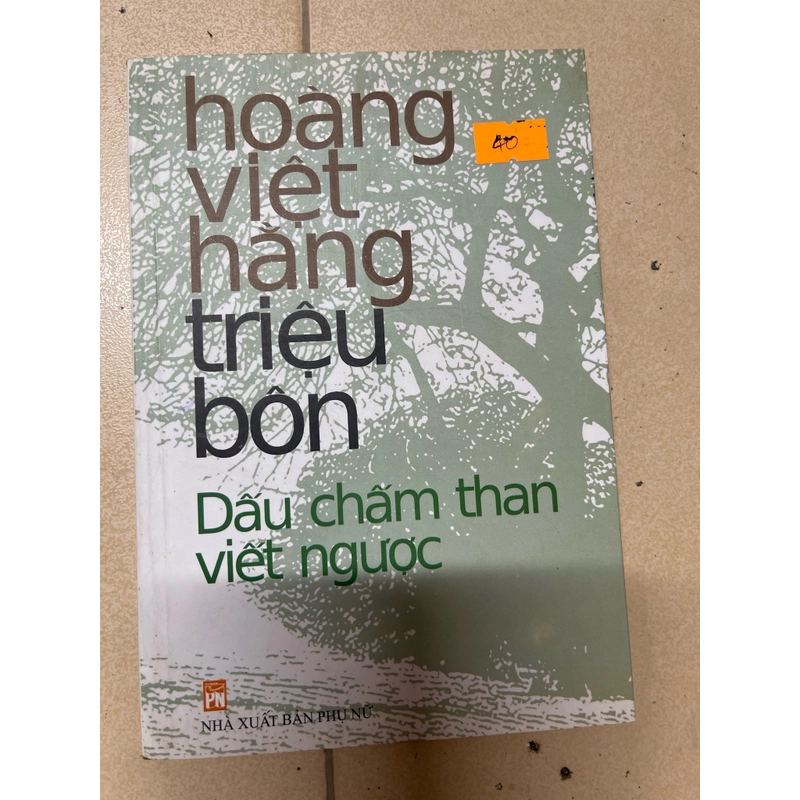 hoàng
việt
hằng
triệu
bôn
40
Dấu chấm than
viết ngược
PN
NHÀ XUẤT BẢN PHỤ NỮ